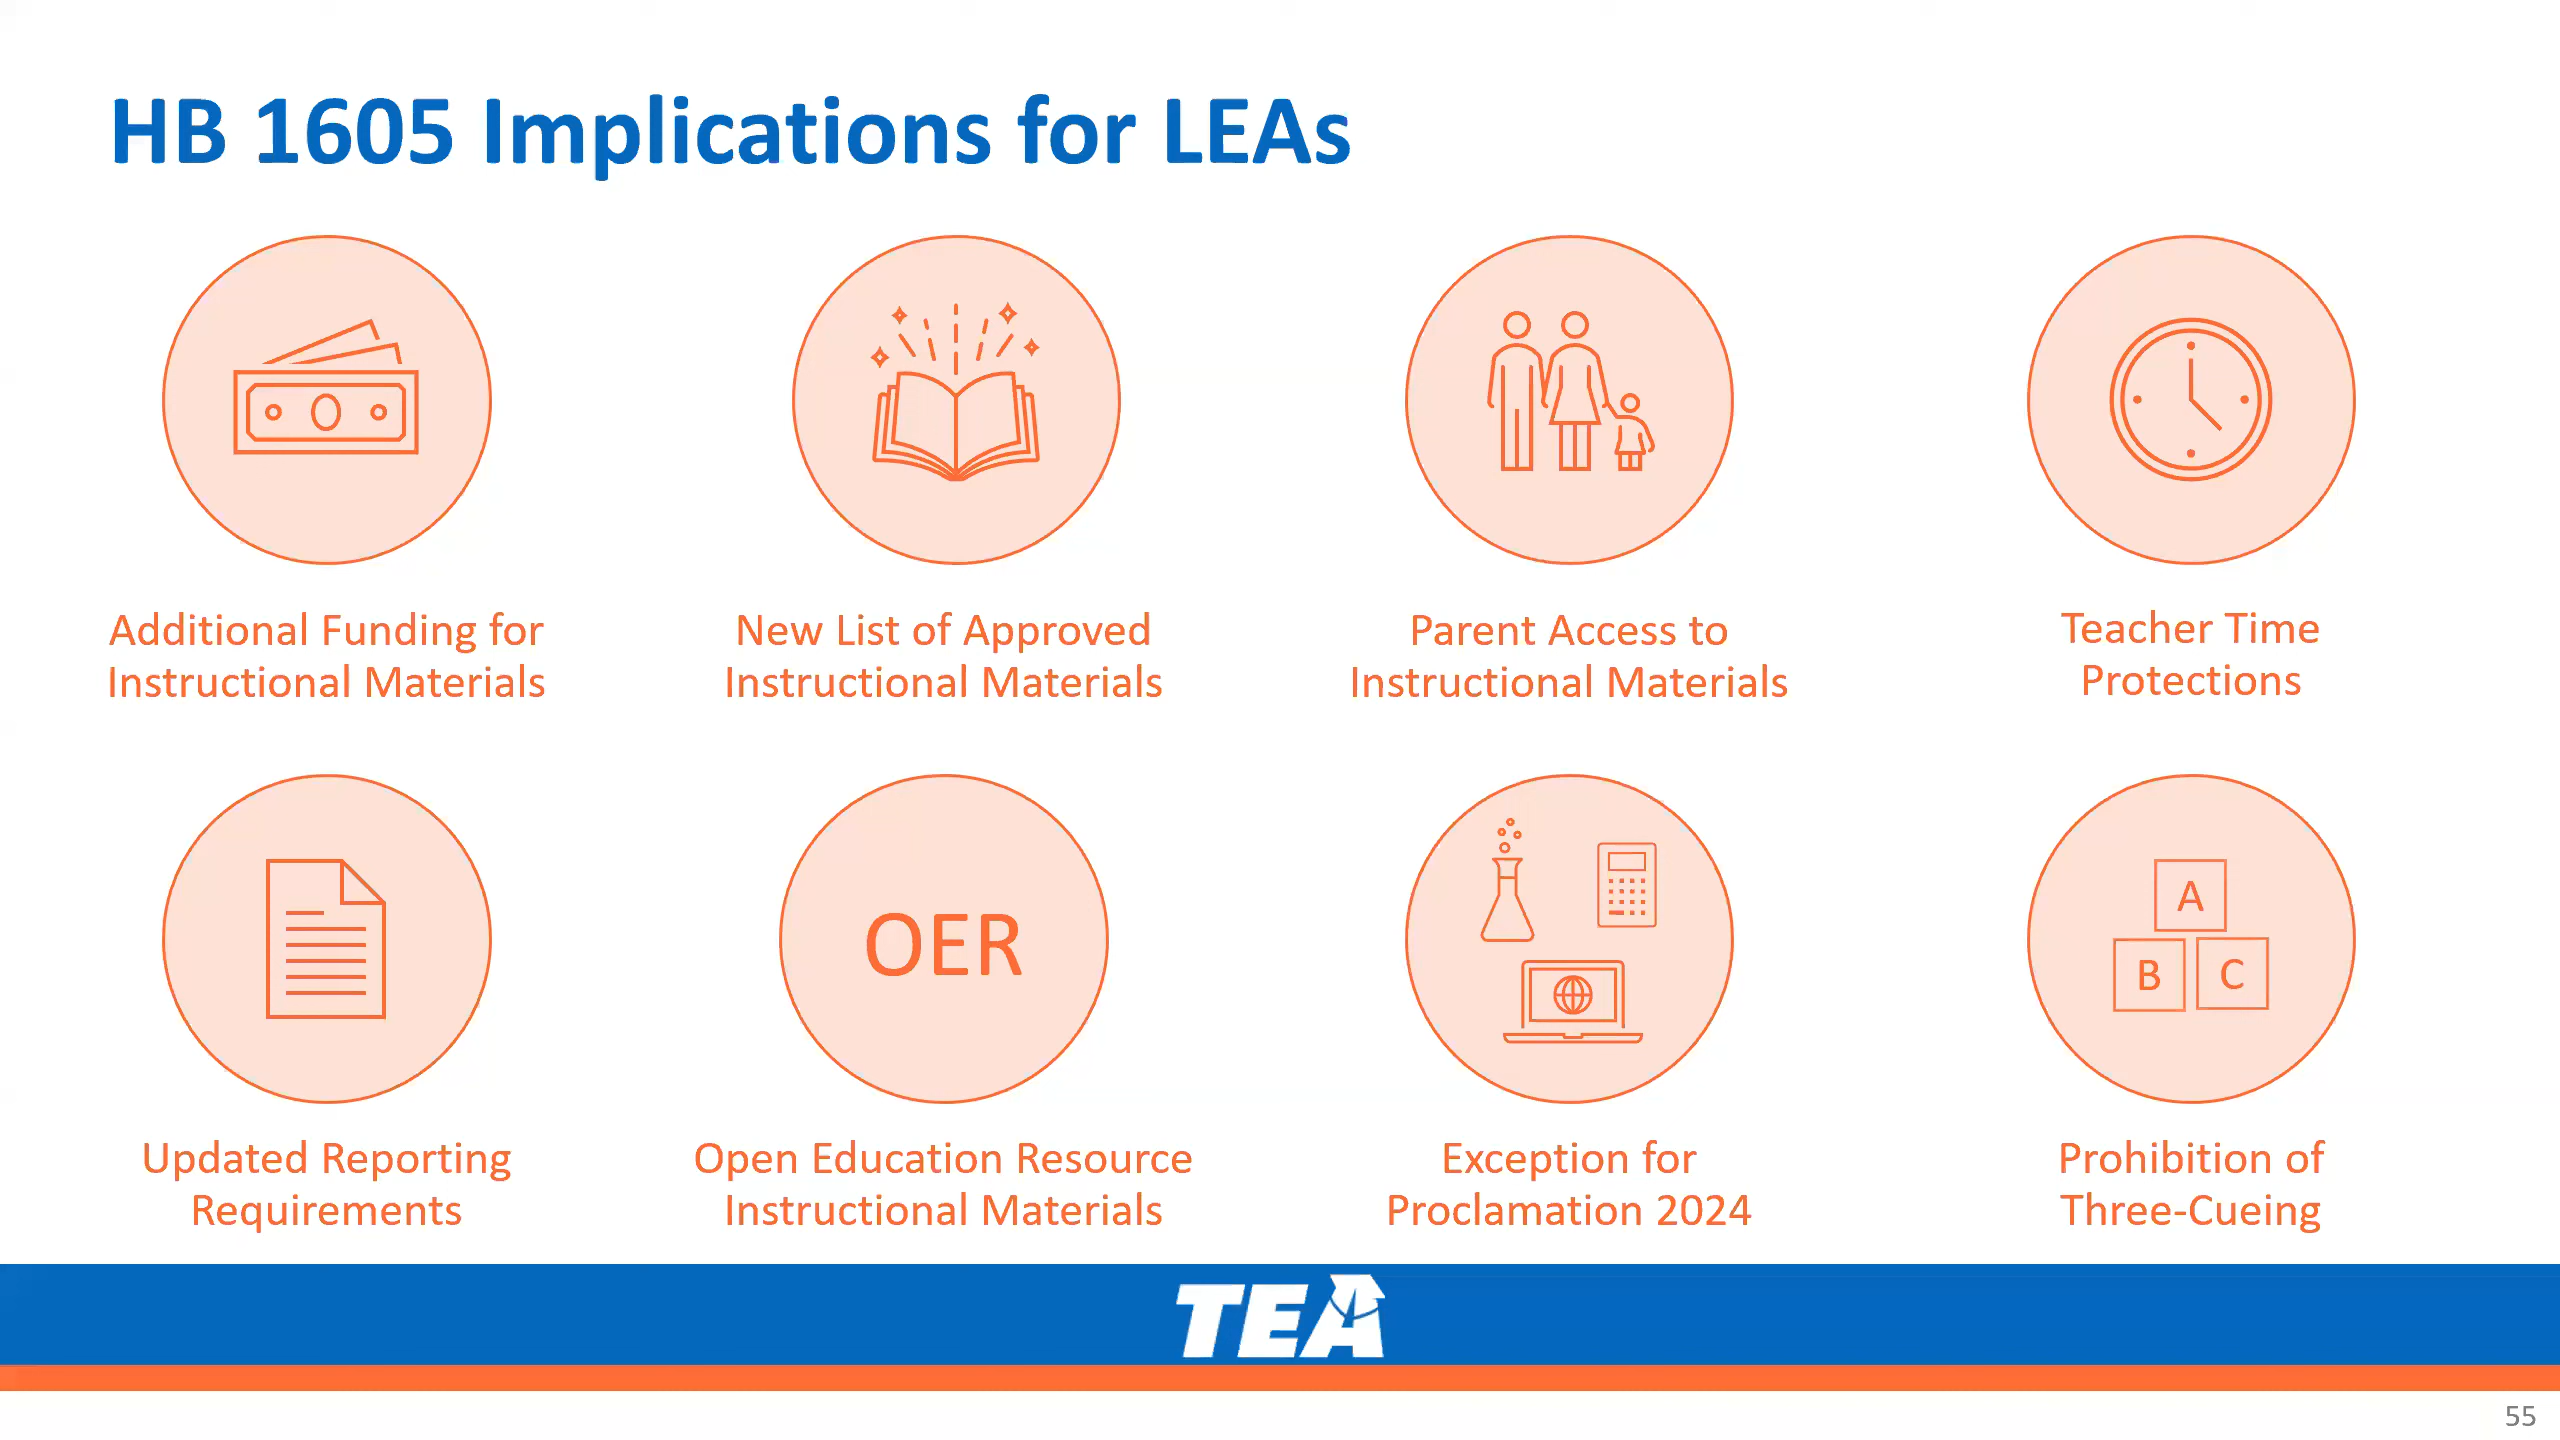 HB 1605 Implications for LEAs
Additional Funding for
Instructional Materials
New List of Approved
Instructional Materials
Parent Access to
Instructional Materials
Teacher Time
Protections
OER
A
B C
Updated Reporting
Requirements
Open Education Resource
Instructional Materials
Exception for
Proclamation 2024
Prohibition of
Three-Cueing
TEA
55